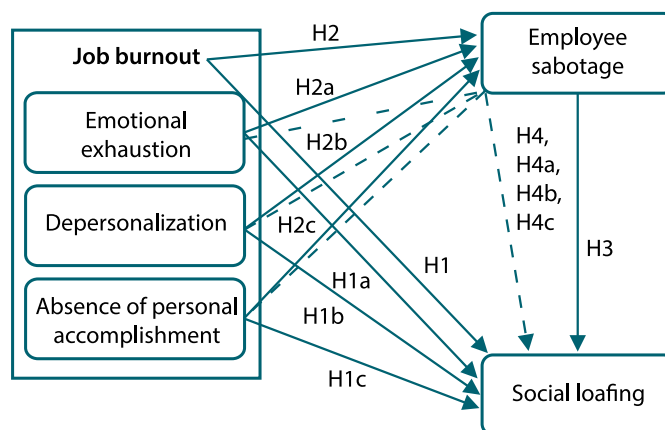 Job burnout
Emotional
exhaustion
Depersonalization
Absence of personal
accomplishment
H2
H2a
H2b
H2c
H1
H1a
H1b
H1c
Employee
sabotage
H4,
H4a,
H4b,
H4c
H3
Social loafing